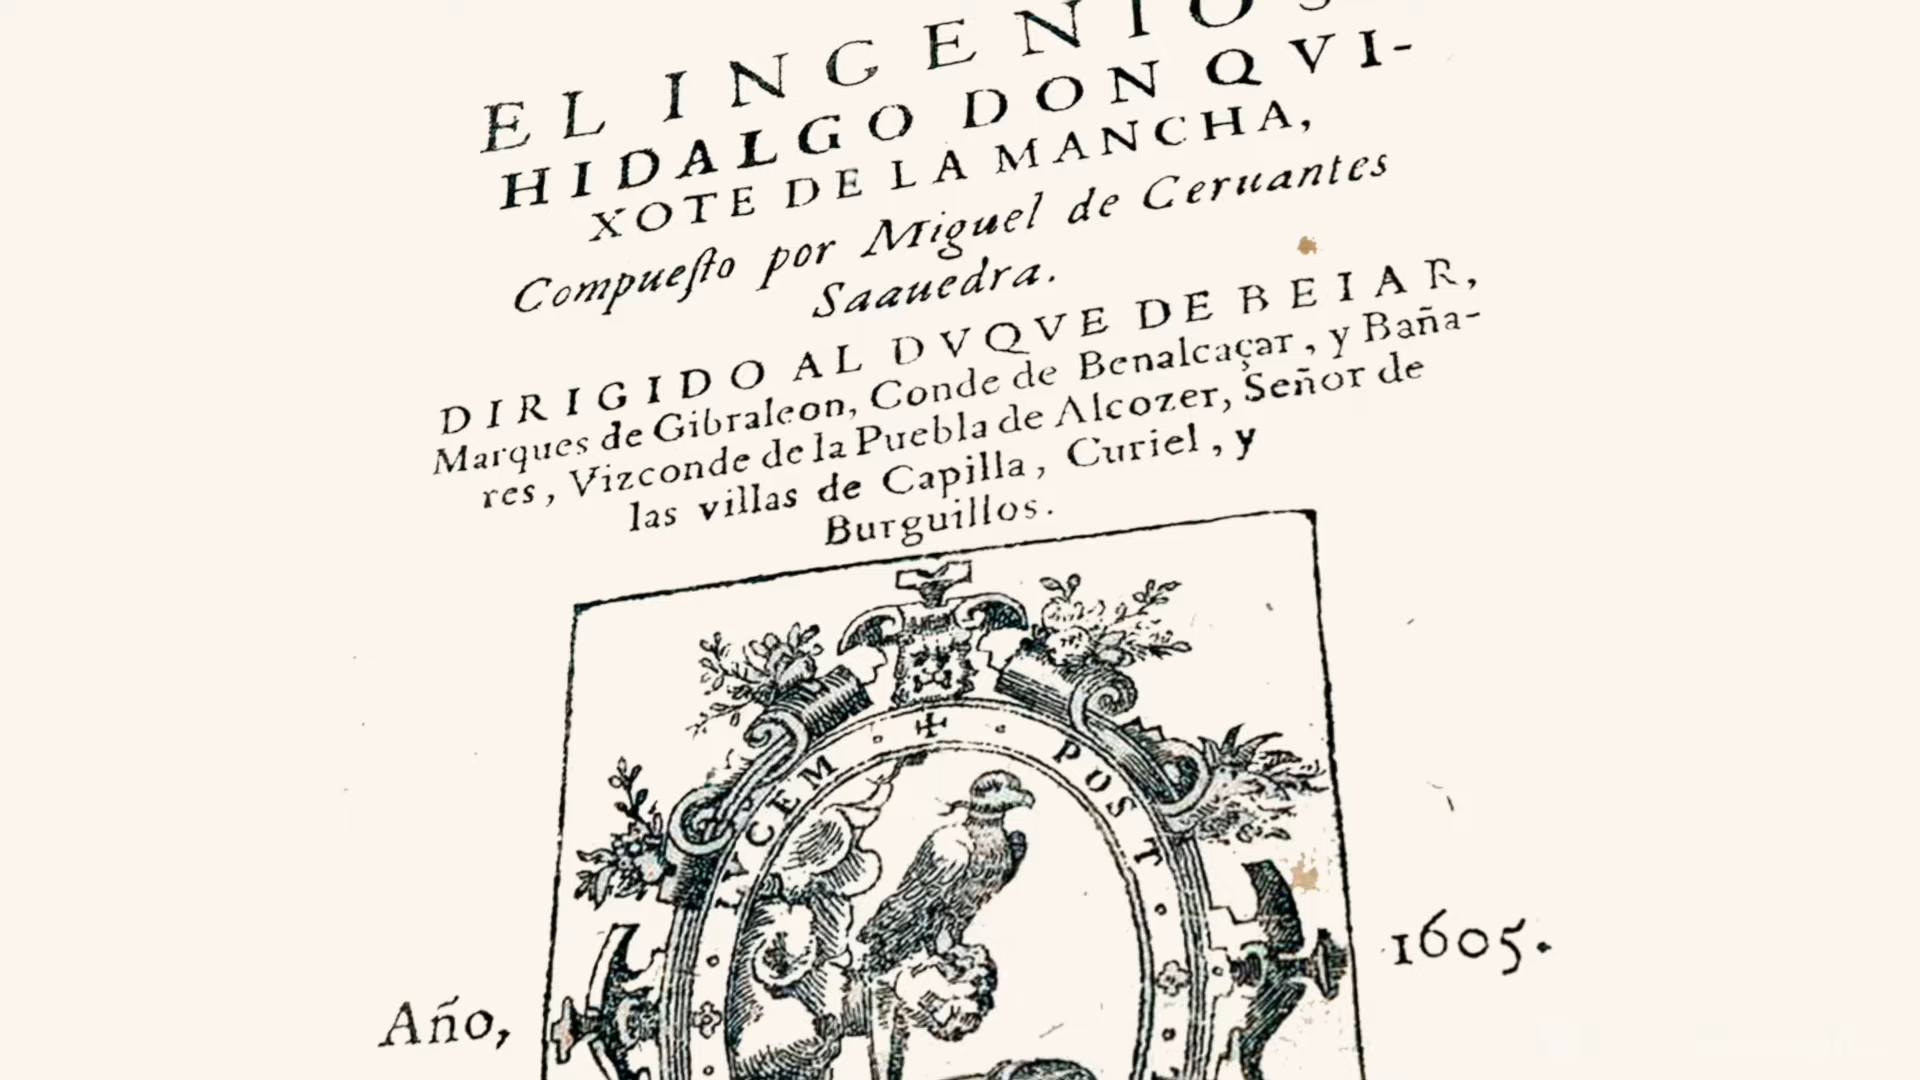 EL INGENIOS
HIDALGO DON QVI-
XOTE DE LA MANCHA,
Compueſto por Miguel de Ceruantes
Saauedra.
DIRIGIDO AL DVQVE DE BEIAR,
Marques de Gibraleon, Conde de Benalcaçar, y Baña-
res, Vizconde de la Puebla de Alcozer, Señor de
las villas de Capilla, Curiel, y
Burguillos.
POST
Año,
1605.